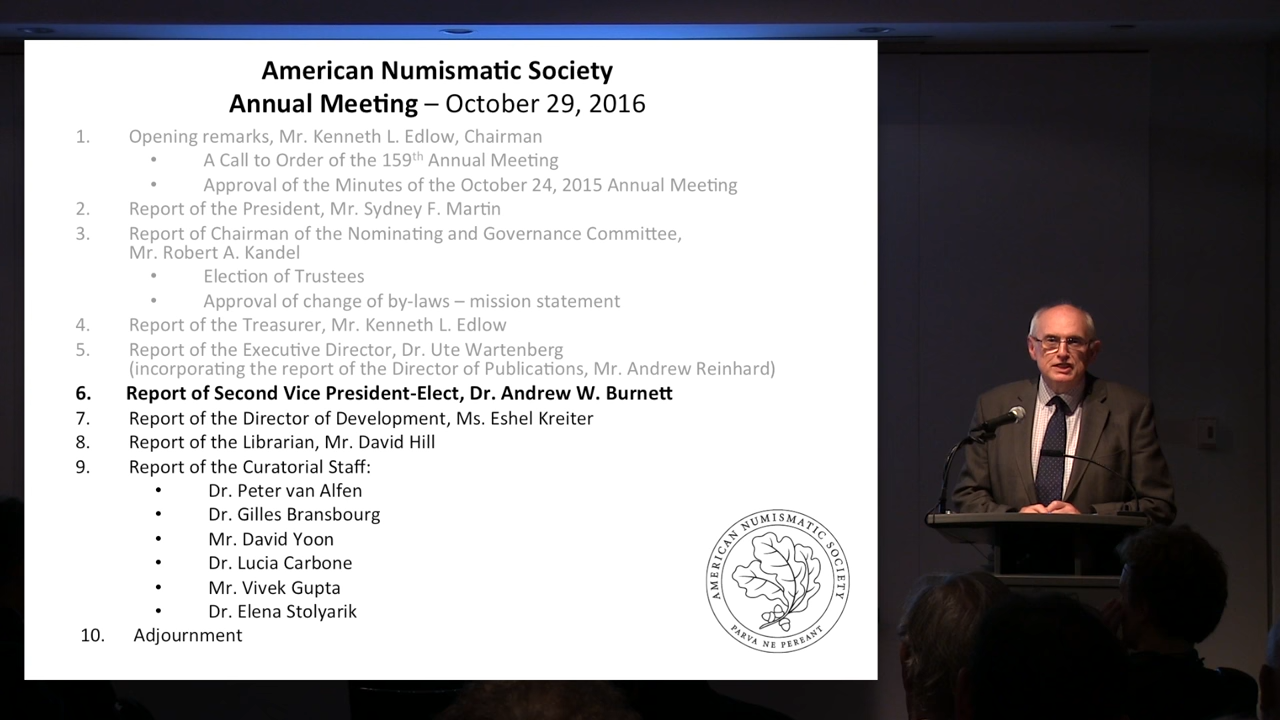 American Numismatic Society
Annual Meeting – October 29, 2016
1. Opening remarks, Mr. Kenneth L. Edlow, Chairman
• A Call to Order of the 159th Annual Meeting
• Approval of the Minutes of the October 24, 2015 Annual Meeting
2. Report of the President, Mr. Sydney F. Martin
3. Report of Chairman of the Nominating and Governance Committee,
Mr. Robert A. Kandel
• Election of Trustees
• Approval of change of by-laws – mission statement
4. Report of the Treasurer, Mr. Kenneth L. Edlow
5. Report of the Executive Director, Dr. Ute Wartenberg
(incorporating the report of the Director of Publications, Mr. Andrew Reinhard)
6. Report of Second Vice President-Elect, Dr. Andrew W. Burnett
7. Report of the Director of Development, Ms. Eshel Kreiter
8. Report of the Librarian, Mr. David Hill
9. Report of the Curatorial Staff:
• Dr. Peter van Alfen
• Dr. Gilles Bransbourg
• Mr. David Yoon
• Dr. Lucia Carbone
• Mr. Vivek Gupta
• Dr. Elena Stolyarik
10. Adjournment
AMERICAN NUMISMATIC SOCIETY
PARVA NE PEREANT